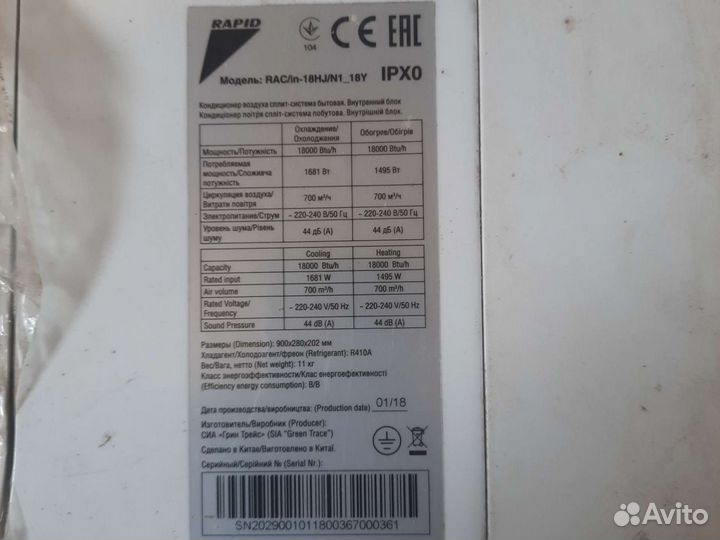 RAPID
104
CE EAC
Модель: RAC/in-18HJ/N1_18Y IPX0
Кондиционер воздуха сплит-система бытовая. Внутренний блок
Кондиціонер повітря спліт-система побутова. Внутрішній блок.
Охлаждение/ Обогрев/Обігрів
Охолодження
Мощность/Потужність 18000 Btu/h 18000 Btu/h
Потребляемая
мощность/Споживча 1681 Вт 1495 Вт
потужність
Циркуляция воздуха/ 700 м³/ч 700 м³/ч
Витрати повітря
Электропитание/Струм ~ 220-240 В/50 Гц ~ 220-240 В/50 Гц
Уровень шума/Рівень 44 дБ (А) 44 дБ (А)
шуму
Cooling Heating
Capacity 18000 Btu/h 18000 Btu/h
Rated input 1681 W 1495 W
Air volume 700 m³/h 700 m³/h
Rated Voltage/ ~ 220-240 V/50 Hz ~ 220-240 V/50 Hz
Frequency
Sound Pressure 44 dB (A) 44 dB (A)
Размеры (Dimension): 900x280x202 мм
Хладагент/Холодоагент/фреон (Refrigerant): R410A
Вес/Вага, нетто (Net weight): 11 кг
Класс энергоэффективности/Клас енергоефективності
(Efficiency energy consumption): B/B
Дата производства/виробництва: (Production date) 01/18
Изготовитель/Виробник (Producer):
СИА «Грин Трейс» (SIA "Green Trace")
Сделано в Китае/Виготовлено в Китаї.
Серийный/Серійний № (Serial Nr.):
SN2029001011800367000361
Avito